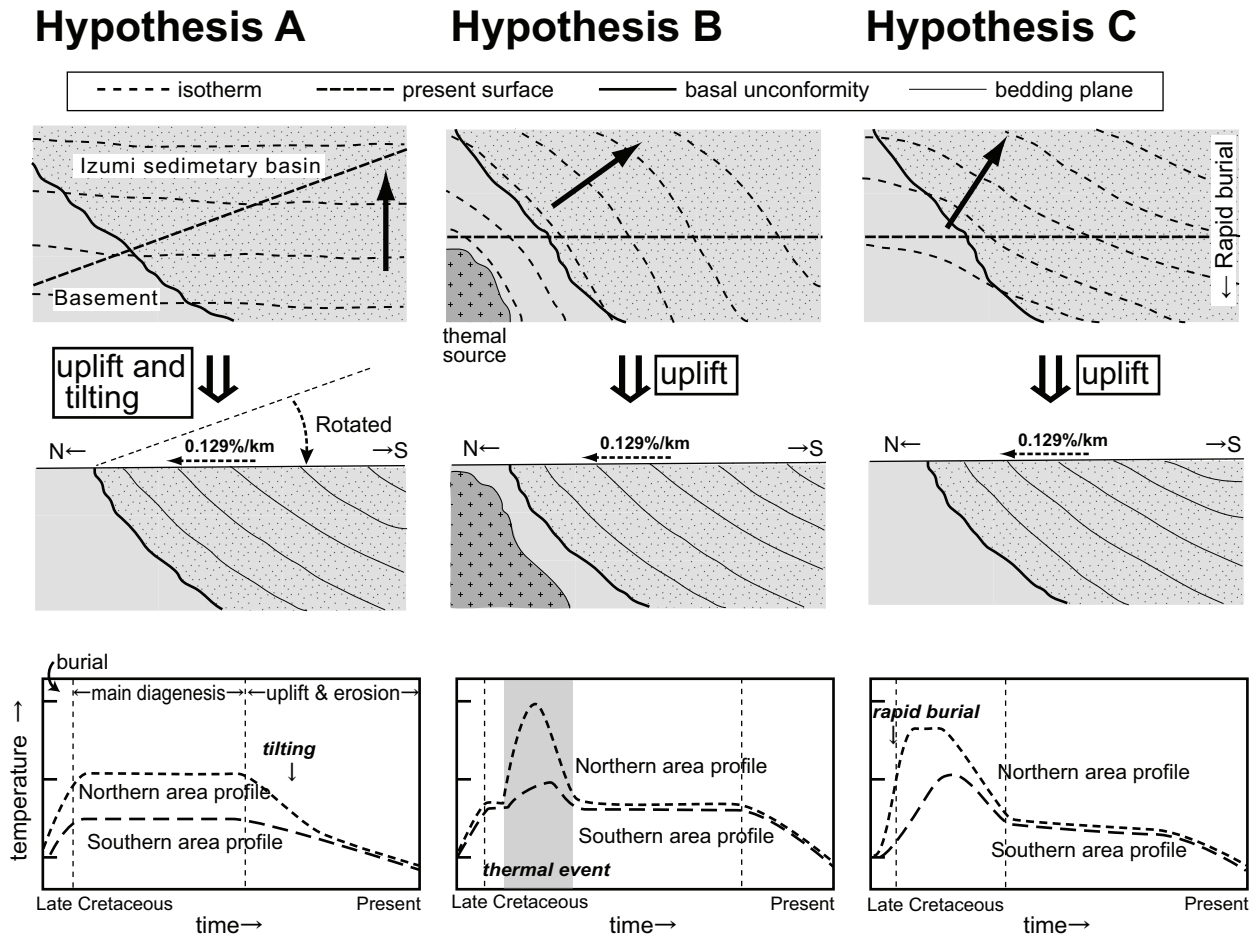 Hypothesis A
Hypothesis B
Hypothesis C
isotherm
present surface
basal unconformity
bedding plane
Izumi sedimetary basin
Basement
themal
source
← Rapid burial
uplift and
tilting
uplift
uplift
Rotated
N←
0.129%/km
→S
N←
0.129%/km
→S
N←
0.129%/km
→S
temperature →
burial
←main diagenesis→
←uplift & erosion→
tilting
↓
Northern area profile
Southern area profile
Late Cretaceous
Present
time→
Northern area profile
Southern area profile
thermal event
Late Cretaceous
Present
time→
rapid burial
↓
Northern area profile
Southern area profile
Late Cretaceous
Present
time→